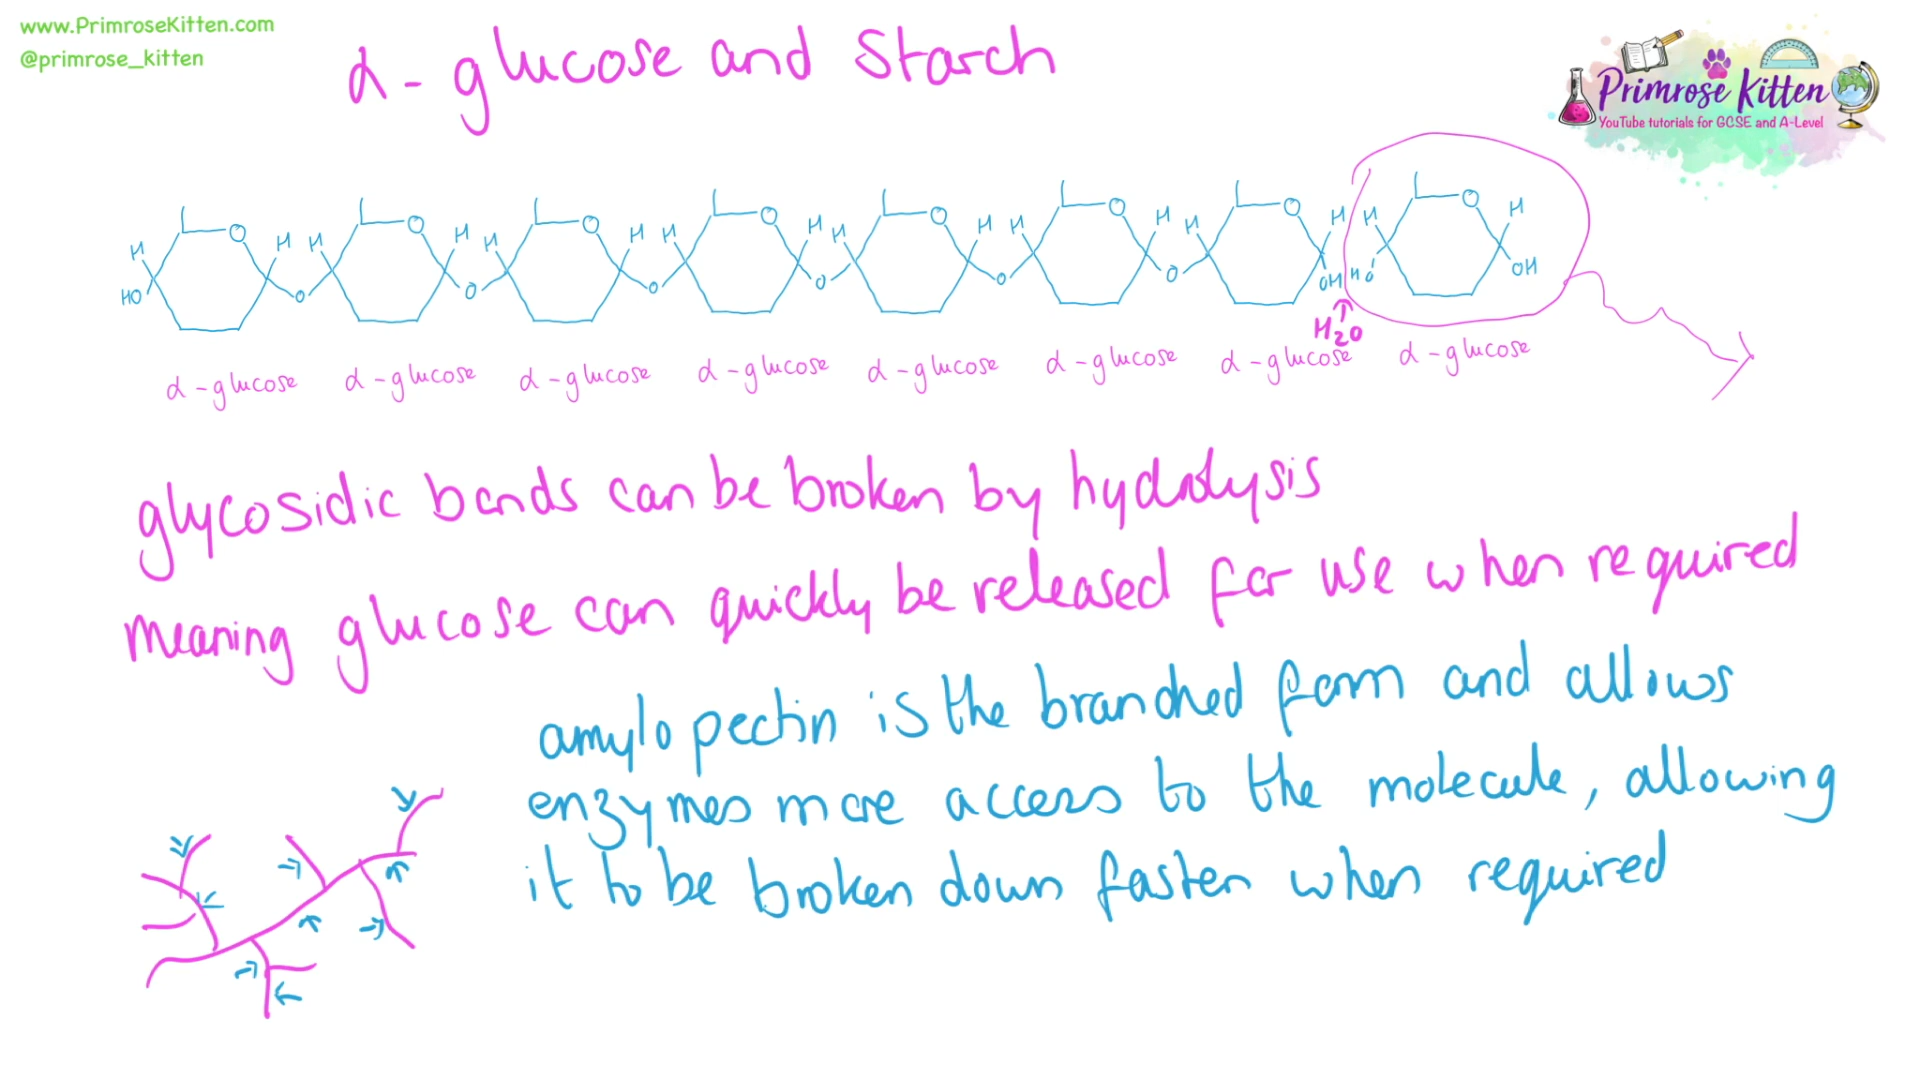 www.PrimroseKitten.com
@primrose_kitten
α - glucose and Starch
Primrose Kitten
YouTube tutorials for GCSE and A-Level
H O H H O H H O H H O H H O H H O H H O H H O H
HO O O O O O O OH HO OH
H₂O
α - glucose α - glucose α - glucose α - glucose α - glucose α - glucose α - glucose α - glucose
glycosidic bonds can be broken by hydrolysis
meaning glucose can quickly be released for use when required
amylopectin is the branched form and allows
enzymes more access to the molecule, allowing
it to be broken down faster when required